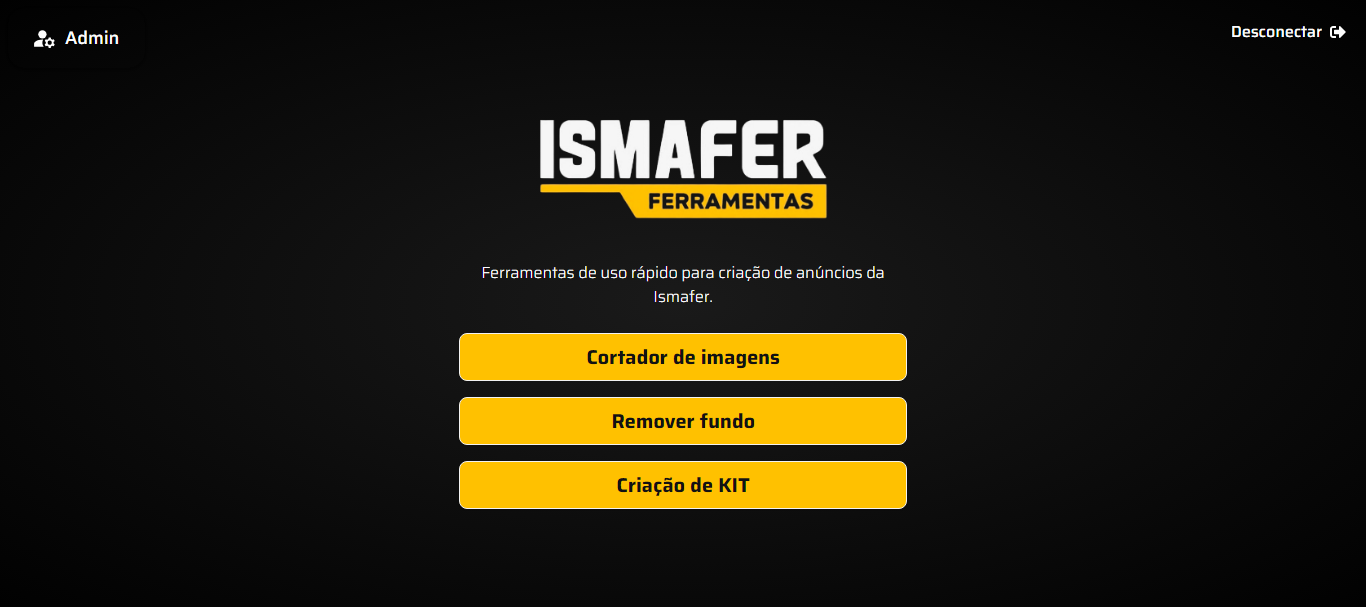 Admin
Desconectar
ISMAFER
FERRAMENTAS
Ferramentas de uso rápido para criação de anúncios da
Ismafer.
Cortador de imagens
Remover fundo
Criação de KIT